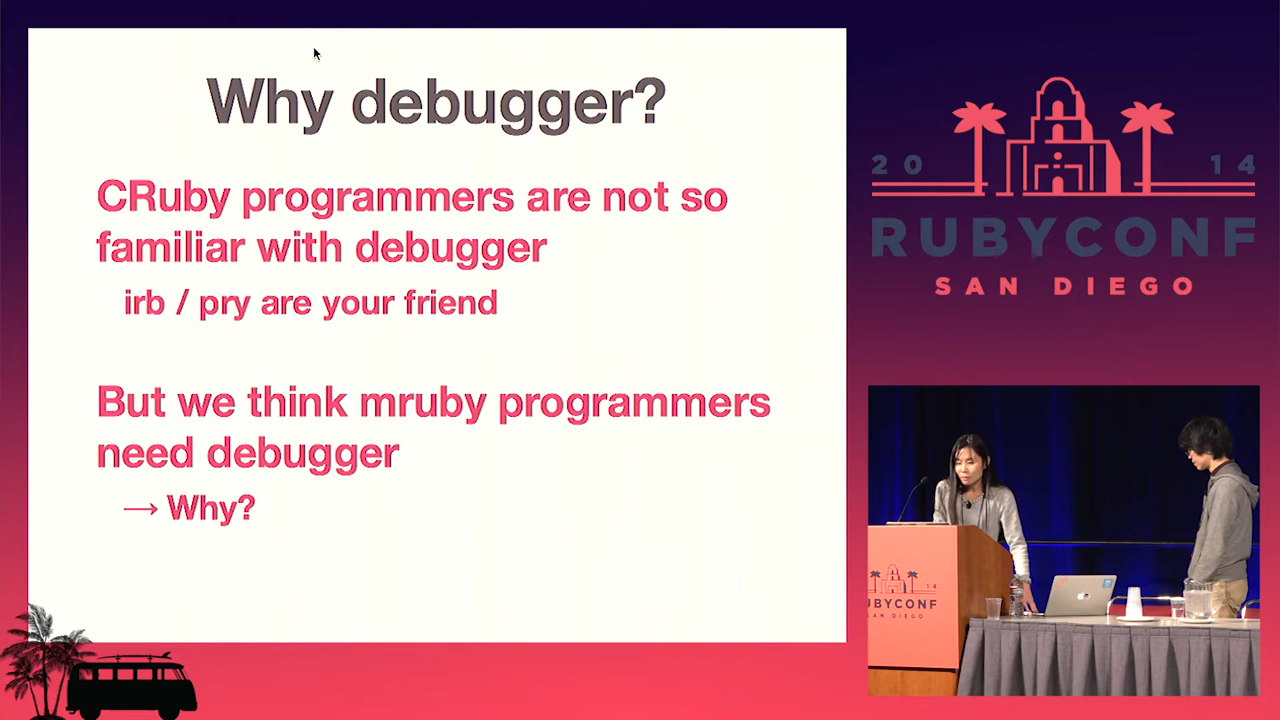 Why debugger?
CRuby programmers are not so
familiar with debugger
irb / pry are your friend
But we think mruby programmers
need debugger
→ Why?
20 14
RUBYCONF
SAN DIEGO
14
UBYCONF
SAN DIEGO